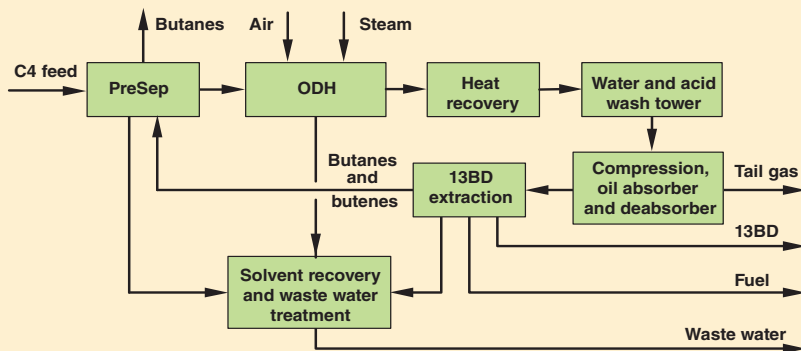 Butanes
Air
Steam
C4 feed
PreSep
ODH
Heat
recovery
Water and acid
wash tower
Butanes
and
butenes
13BD
extraction
Compression,
oil absorber
and deabsorber
Tail gas
13BD
Solvent recovery
and waste water
treatment
Fuel
Waste water